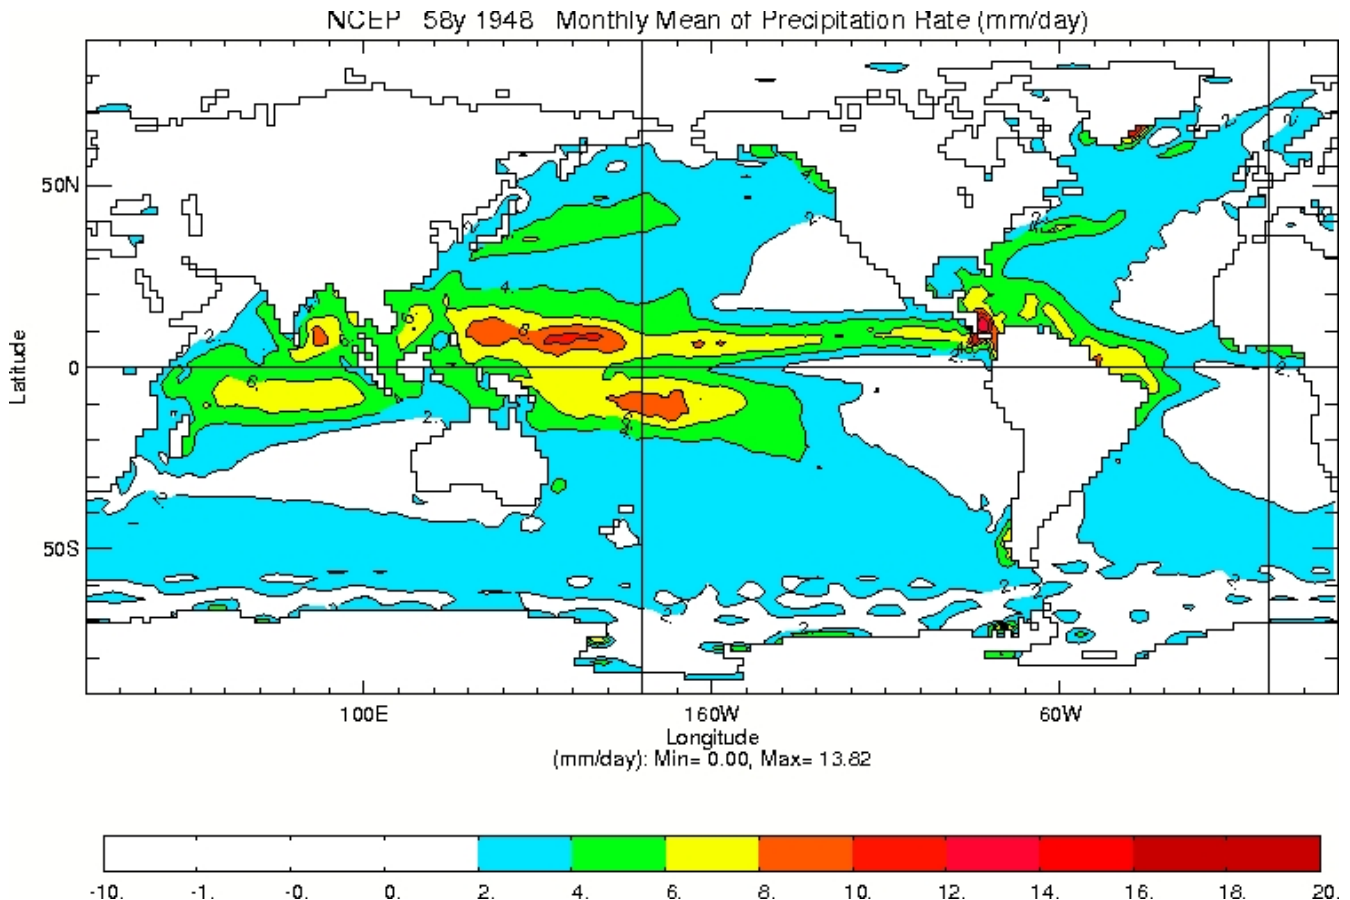 NCEP 58y 1948 Monthly Mean of Precipitation Rate (mm/day)
50N
0
50S
Latitude
100E
160W
60W
Longitude
(mm/day): Min= 0.00, Max= 13.82
-10. -1. -0. 0. 2. 4. 6. 8. 10. 12. 14. 16. 18. 20.